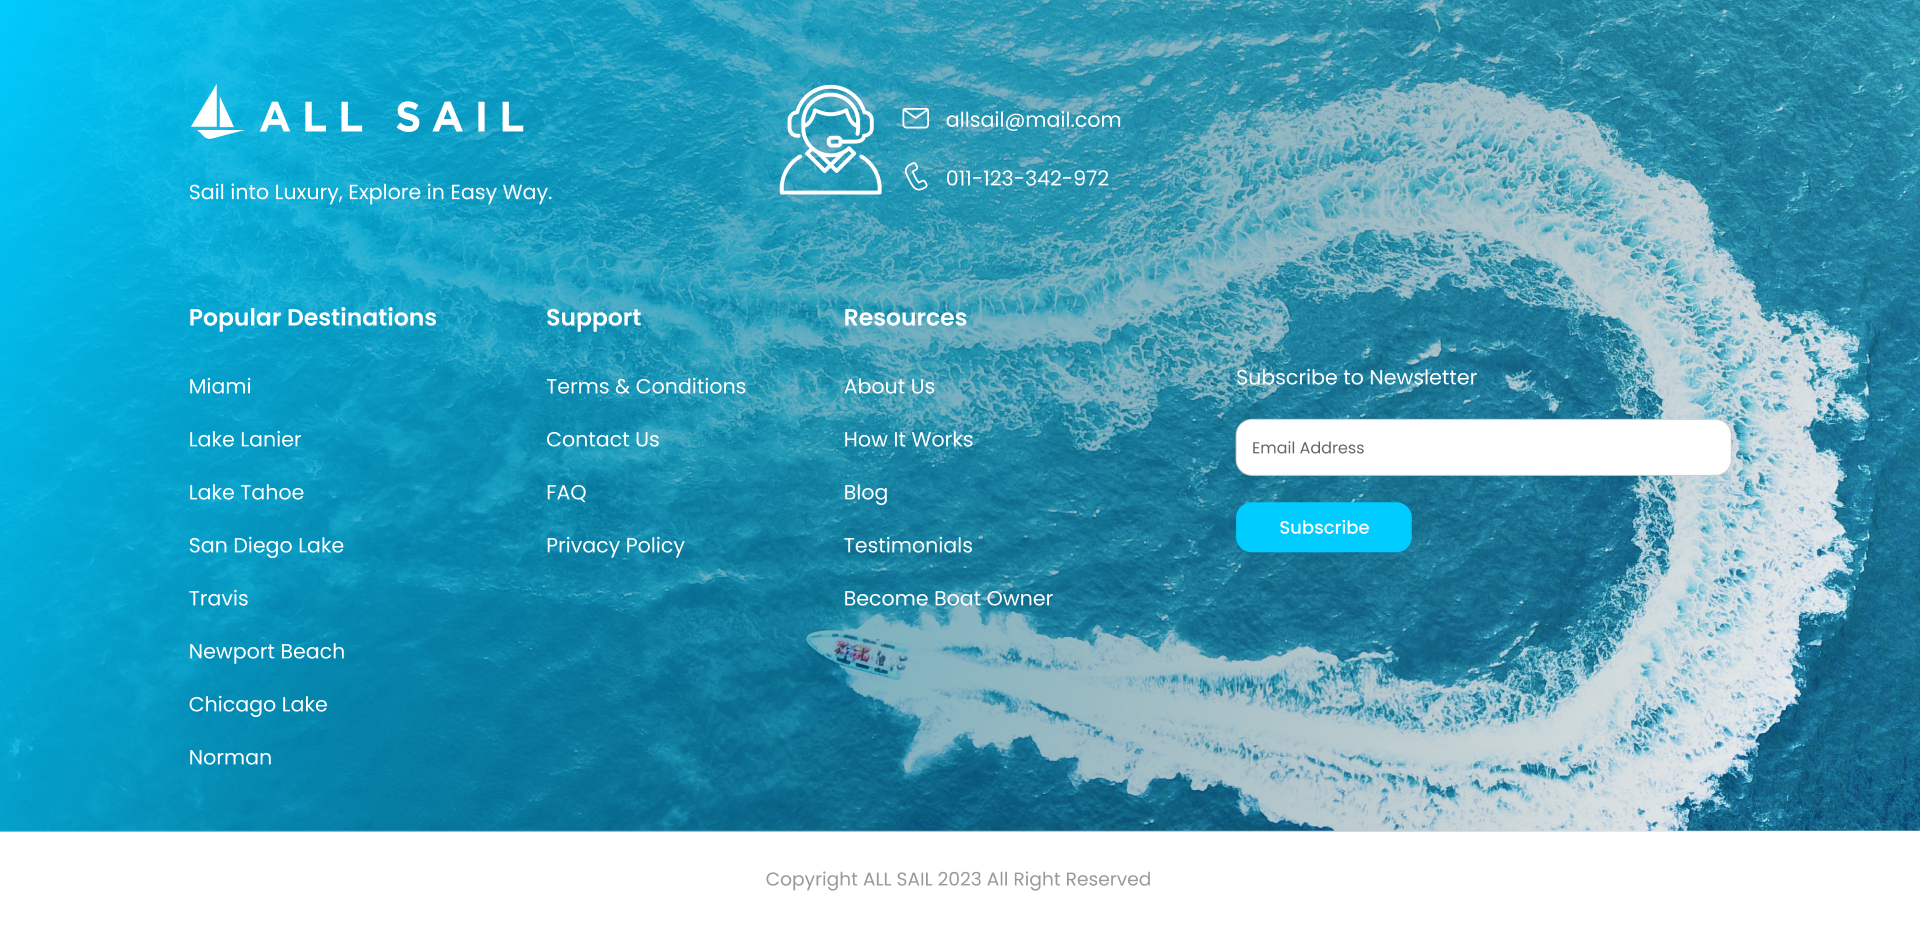 ALL SAIL
Sail into Luxury, Explore in Easy Way.
allsail@mail.com
011-123-342-972
Popular Destinations
Miami
Lake Lanier
Lake Tahoe
San Diego Lake
Travis
Newport Beach
Chicago Lake
Norman
Support
Terms & Conditions
Contact Us
FAQ
Privacy Policy
Resources
About Us
How It Works
Blog
Testimonials
Become Boat Owner
Subscribe to Newsletter
Email Address
Subscribe
Copyright ALL SAIL 2023 All Right Reserved